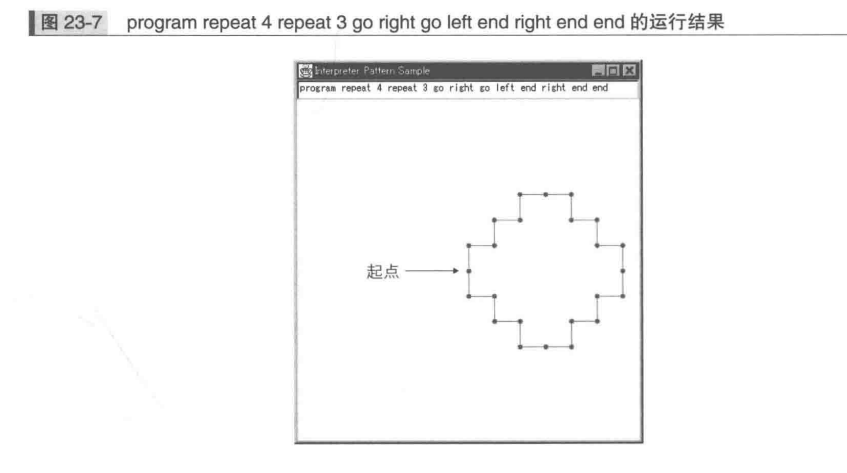 图 23-7 program repeat 4 repeat 3 go right go left end right end end 的运行结果
Interpreter Pattern Sample
program repeat 4 repeat 3 go right go left end right end end
起点